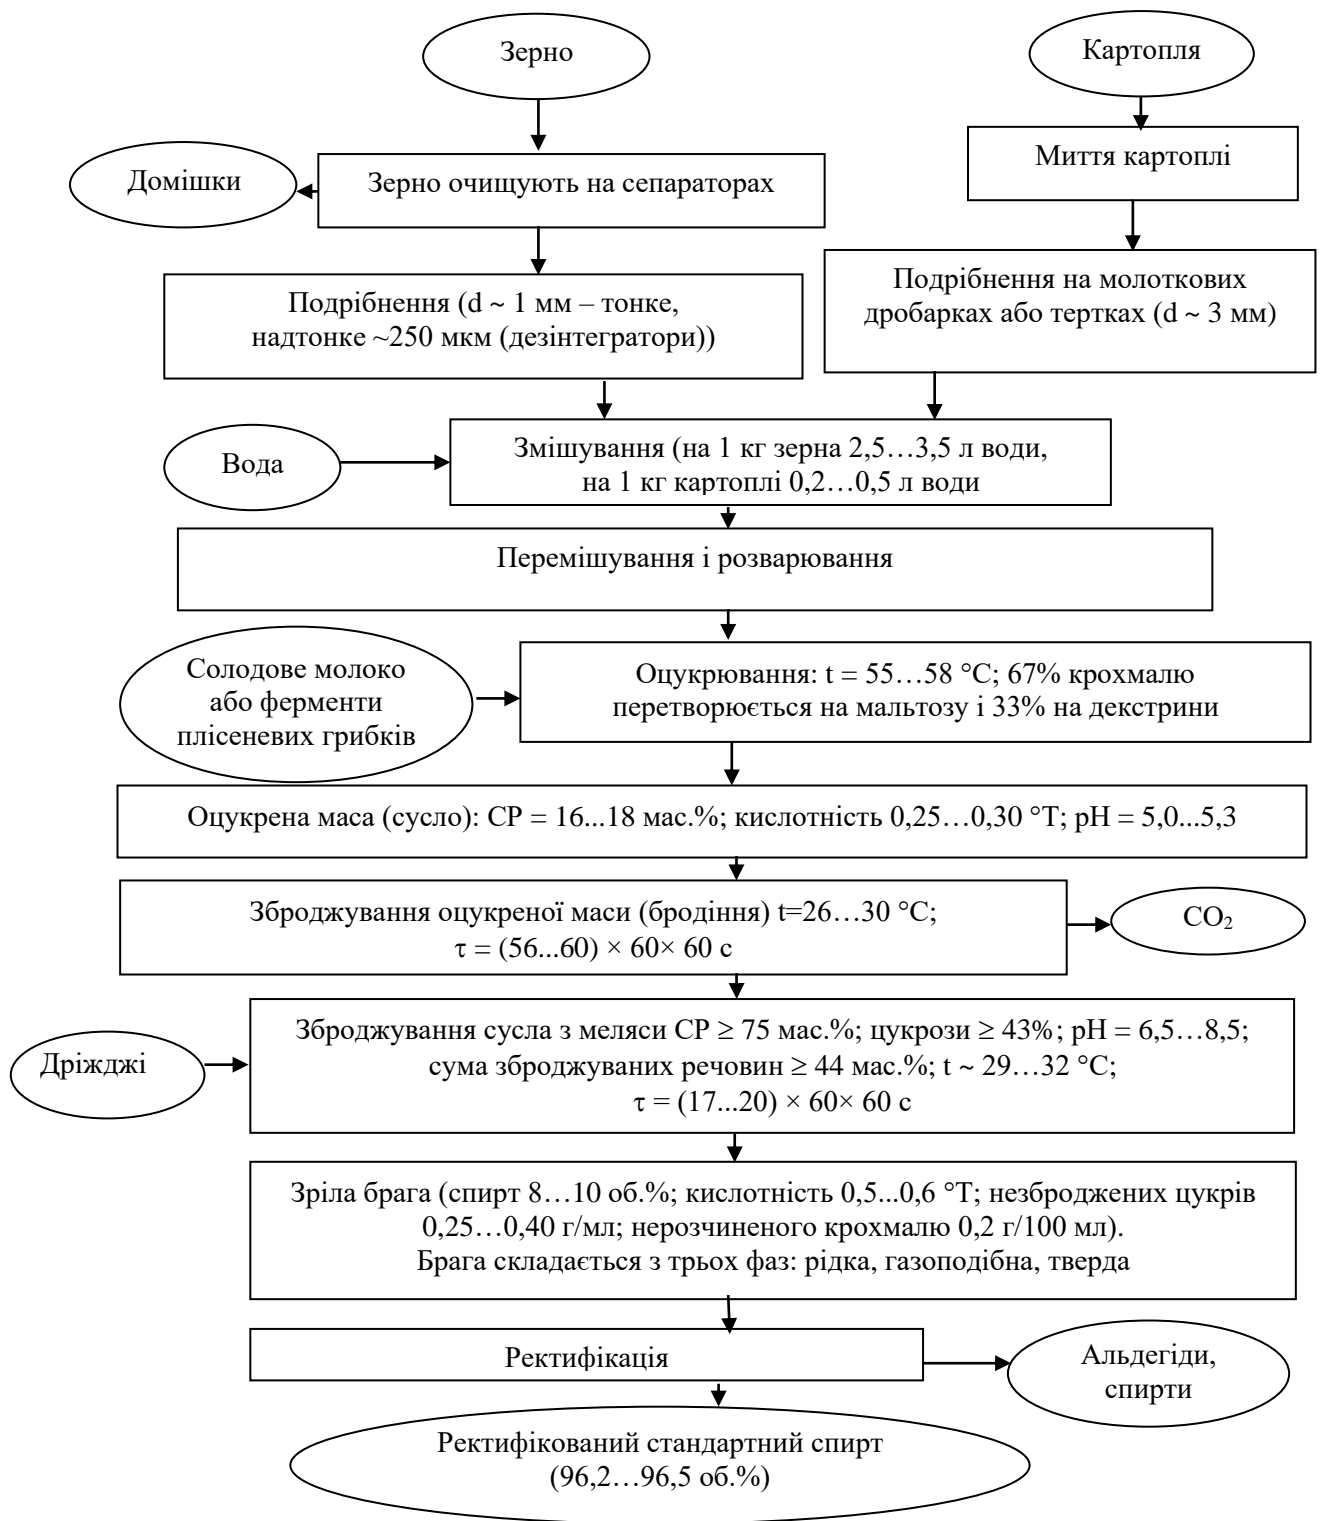 Зерно
Картопля
Домішки
Зерно очищують на сепараторах
Миття картоплі
Подрібнення (d ~ 1 мм – тонке,
надтонке ~250 мкм (дезінтегратори))
Подрібнення на молоткових
дробарках або тертках (d ~ 3 мм)
Вода
Змішування (на 1 кг зерна 2,5…3,5 л води,
на 1 кг картоплі 0,2…0,5 л води
Перемішування і розварювання
Солодове молоко
або ферменти
плісеневих грибків
Оцукрювання: t = 55…58 °С; 67% крохмалю
перетворюється на мальтозу і 33% на декстрини
Оцукрена маса (сусло): СР = 16...18 мас.%; кислотність 0,25…0,30 °Т; рН = 5,0...5,3
Зброджування оцукреної маси (бродіння) t=26…30 °С;
τ = (56...60) × 60× 60 с
СО₂
Дріжджі
Зброджування сусла з меляси СР ≥ 75 мас.%; цукрози ≥ 43%; рН = 6,5…8,5;
сума зброджуваних речовин ≥ 44 мас.%; t ~ 29…32 °С;
τ = (17...20) × 60× 60 с
Зріла брага (спирт 8…10 об.%; кислотність 0,5...0,6 °Т; незброджених цукрів
0,25…0,40 г/мл; нерозчиненого крохмалю 0,2 г/100 мл).
Брага складається з трьох фаз: рідка, газоподібна, тверда
Ректифікація
Альдегіди,
спирти
Ректифікований стандартний спирт
(96,2…96,5 об.%)